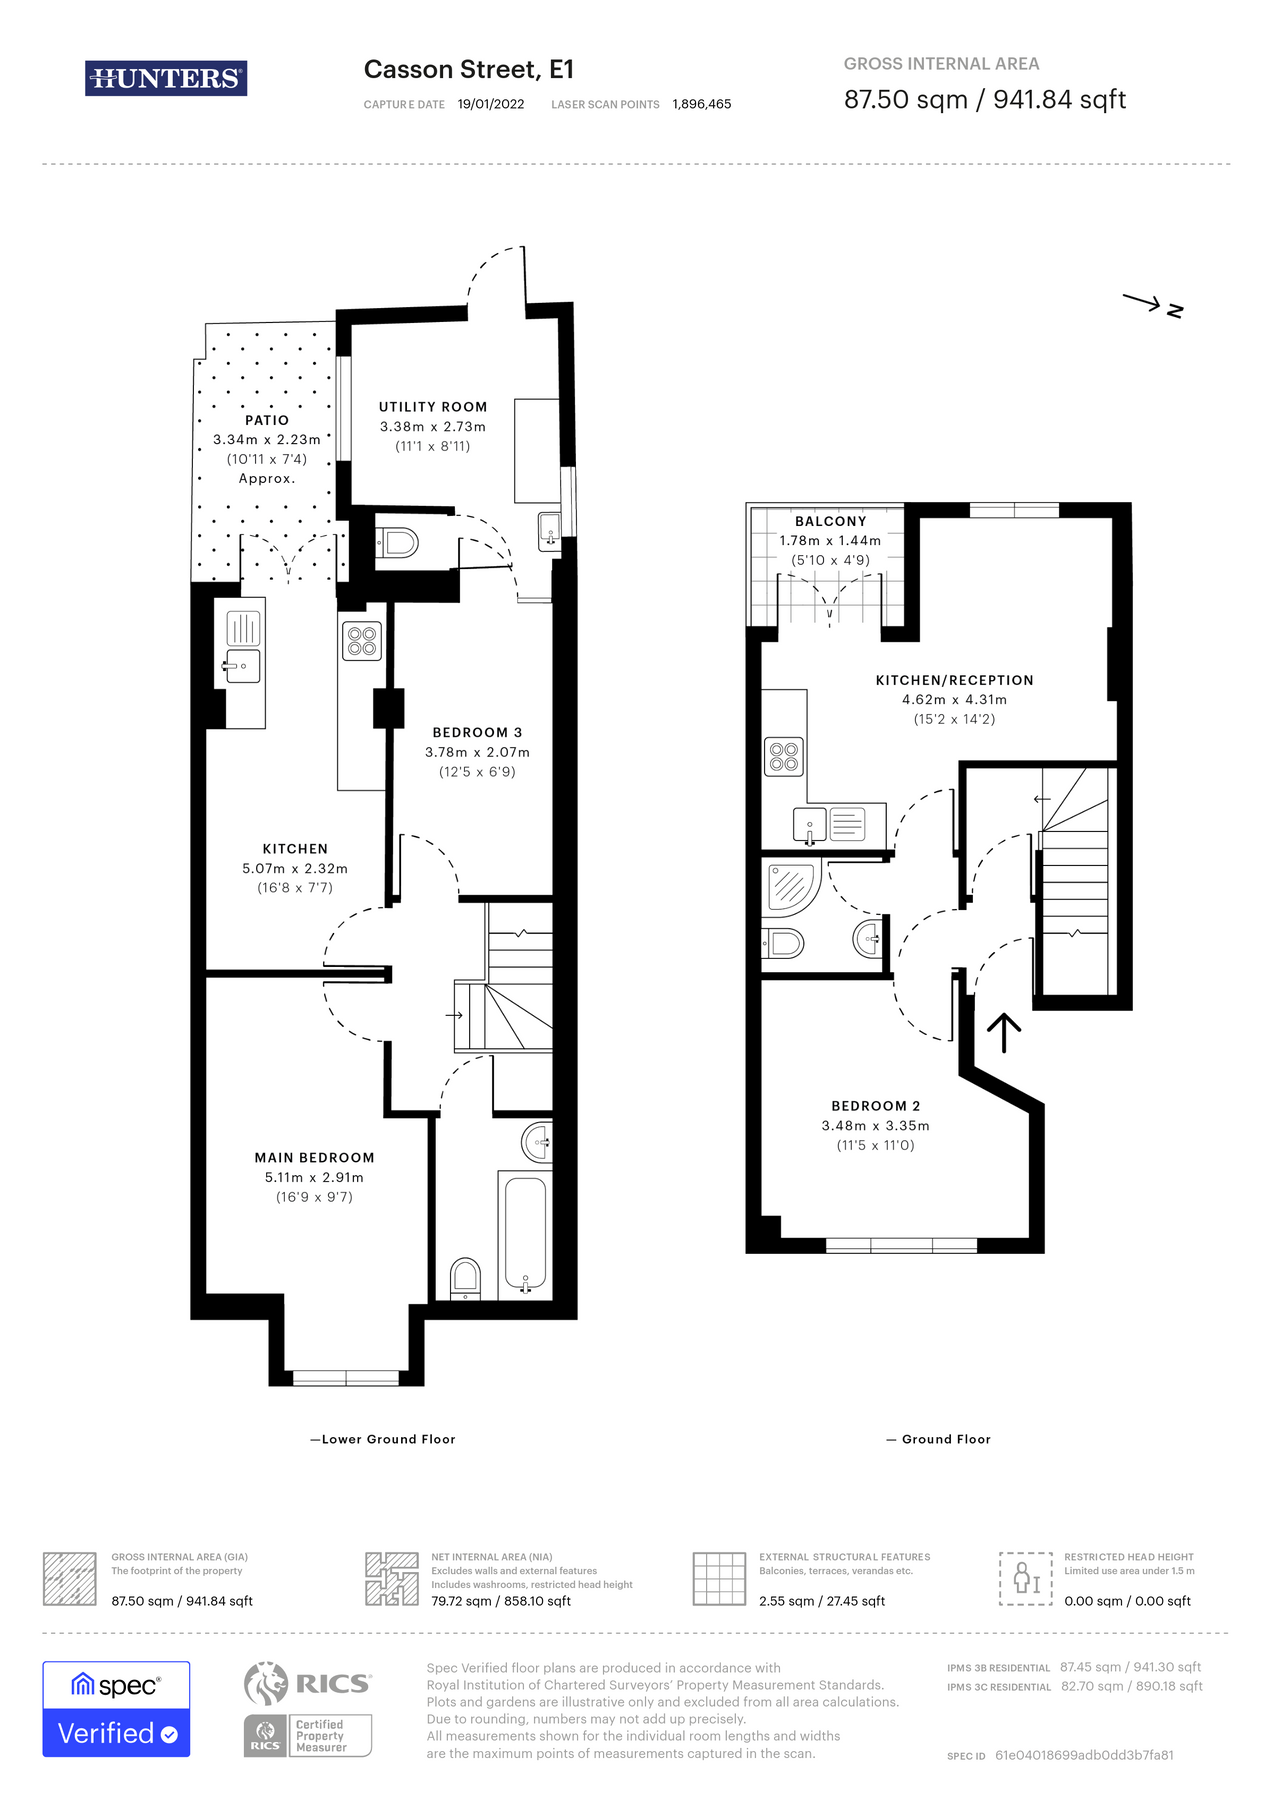 HUNTERS®
Casson Street, E1
CAPTURE DATE 19/01/2022 LASER SCAN POINTS 1,896,465
GROSS INTERNAL AREA
87.50 sqm / 941.84 sqft
N
PATIO
3.34m x 2.23m
(10'11 x 7'4)
Approx.
UTILITY ROOM
3.38m x 2.73m
(11'1 x 8'11)
BEDROOM 3
3.78m x 2.07m
(12'5 x 6'9)
KITCHEN
5.07m x 2.32m
(16'8 x 7'7)
MAIN BEDROOM
5.11m x 2.91m
(16'9 x 9'7)
—Lower Ground Floor
BALCONY
1.78m x 1.44m
(5'10 x 4'9)
KITCHEN/RECEPTION
4.62m x 4.31m
(15'2 x 14'2)
BEDROOM 2
3.48m x 3.35m
(11'5 x 11'0)
— Ground Floor
GROSS INTERNAL AREA (GIA)
The footprint of the property
87.50 sqm / 941.84 sqft
NET INTERNAL AREA (NIA)
Excludes walls and external features
Includes washrooms, restricted head height
79.72 sqm / 858.10 sqft
EXTERNAL STRUCTURAL FEATURES
Balconies, terraces, verandas etc.
2.55 sqm / 27.45 sqft
RESTRICTED HEAD HEIGHT
Limited use area under 1.5 m
0.00 sqm / 0.00 sqft
spec®
Verified
RICS
RICS
Certified
Property
Measurer
Spec Verified floor plans are produced in accordance with
Royal Institution of Chartered Surveyors' Property Measurement Standards.
Plots and gardens are illustrative only and excluded from all area calculations.
Due to rounding, numbers may not add up precisely.
All measurements shown for the individual room lengths and widths
are the maximum points of measurements captured in the scan.
IPMS 3B RESIDENTIAL 87.45 sqm / 941.30 sqft
IPMS 3C RESIDENTIAL 82.70 sqm / 890.18 sqft
SPEC ID 61e04018699adb0dd3b7fa81